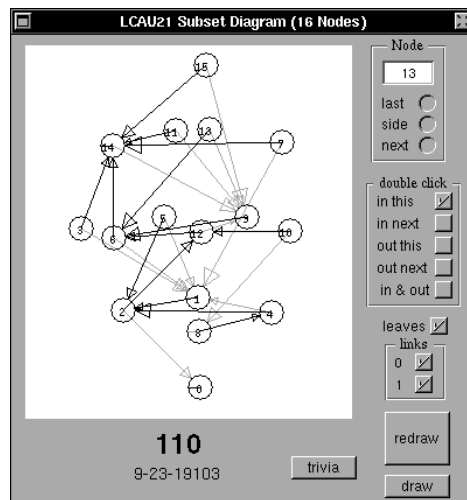 LCAU21 Subset Diagram (16 Nodes)
Node
13
last
side
next
double click
in this
in next
out this
out next
in & out
leaves
links
0
1
redraw
draw
trivia
110
9-23-19103
15
11
13
14
7
3
5
9
6
12
10
1
2
4
8
0